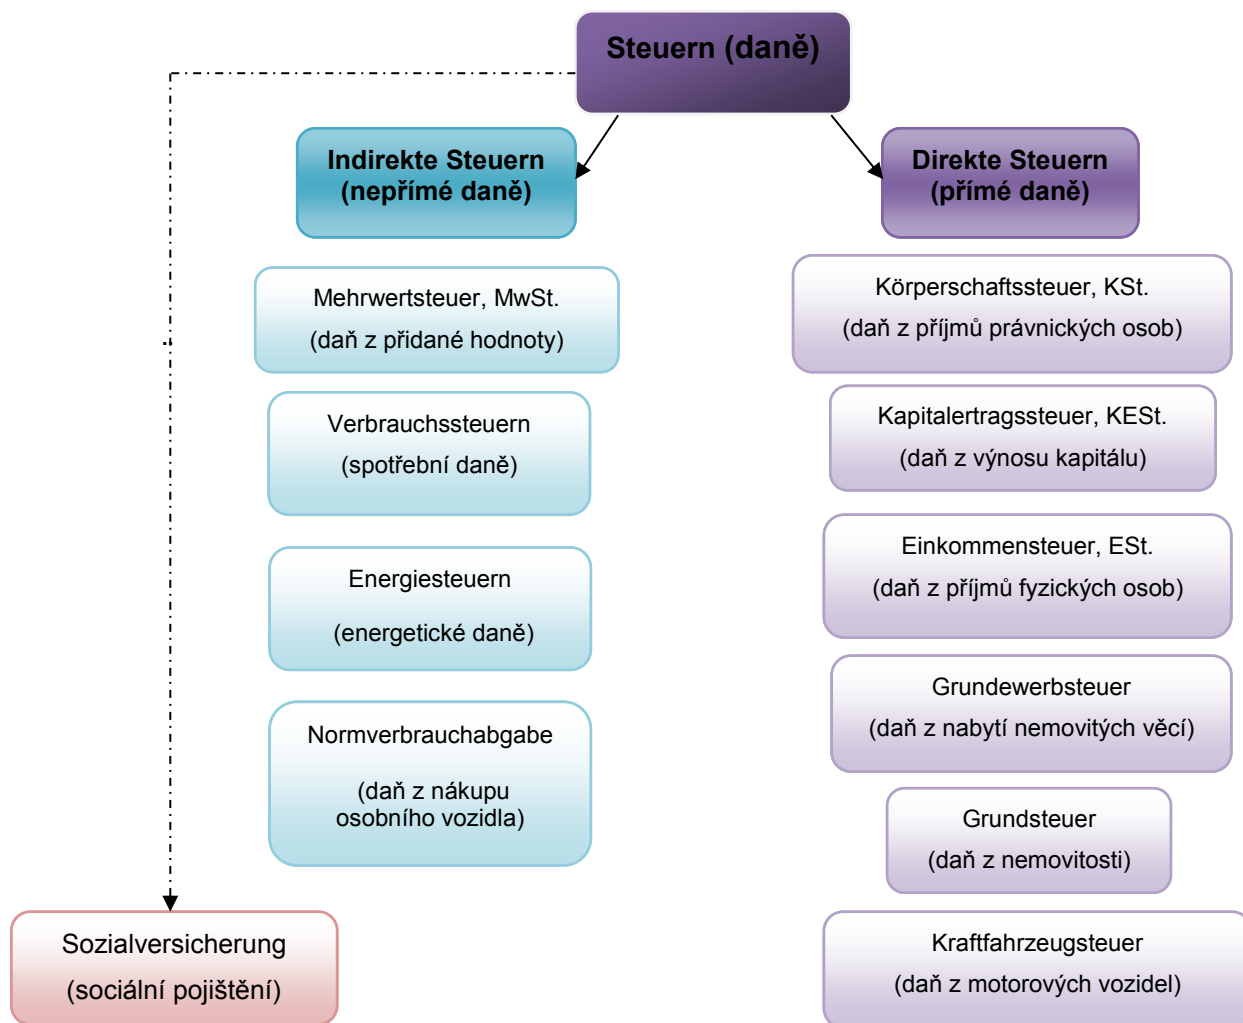 Steuern (daně)
Indirekte Steuern
(nepřímé daně)
Mehrwertsteuer, MwSt.
(daň z přidané hodnoty)
Verbrauchssteuern
(spotřební daně)
Energiesteuern
(energetické daně)
Normverbrauchabgabe
(daň z nákupu
osobního vozidla)
Direkte Steuern
(přímé daně)
Körperschaftssteuer, KSt.
(daň z příjmů právnických osob)
Kapitalertragssteuer, KESt.
(daň z výnosu kapitálu)
Einkommensteuer, ESt.
(daň z příjmů fyzických osob)
Grundewerbsteuer
(daň z nabytí nemovitých věcí)
Grundsteuer
(daň z nemovitosti)
Kraftfahrzeugsteuer
(daň z motorových vozidel)
Sozialversicherung
(sociální pojištění)